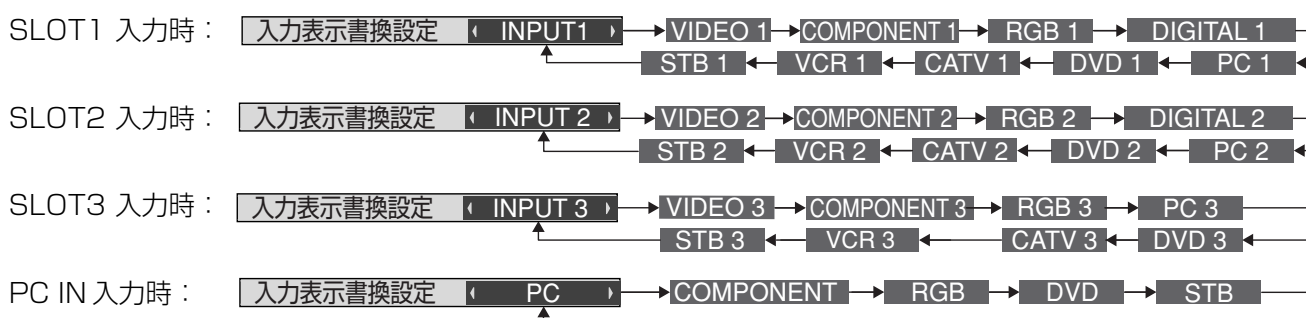 SLOT1 入力時： 入力表示書換設定 INPUT1 VIDEO 1 COMPONENT 1 RGB 1 DIGITAL 1
STB 1 VCR 1 CATV 1 DVD 1 PC 1
SLOT2 入力時： 入力表示書換設定 INPUT 2 VIDEO 2 COMPONENT 2 RGB 2 DIGITAL 2
STB 2 VCR 2 CATV 2 DVD 2 PC 2
SLOT3 入力時： 入力表示書換設定 INPUT 3 VIDEO 3 COMPONENT 3 RGB 3 PC 3
STB 3 VCR 3 CATV 3 DVD 3
PC IN 入力時： 入力表示書換設定 PC COMPONENT RGB DVD STB